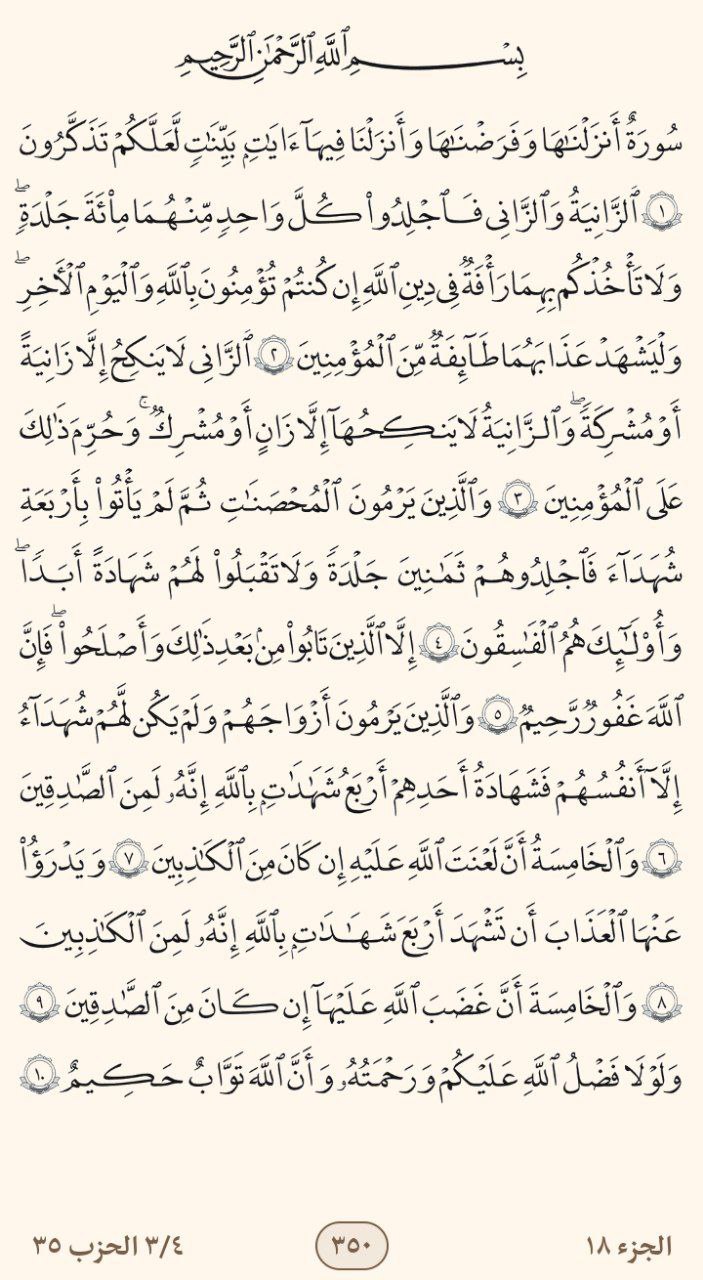 بِسْمِ ٱللَّهِ ٱلرَّحْمَٰنِ ٱلرَّحِيمِ
سُورَةٌ أَنزَلْنَٰهَا وَفَرَضْنَٰهَا وَأَنزَلْنَا فِيهَآ ءَايَٰتٍۭ بَيِّنَٰتٍ لَّعَلَّكُمْ تَذَكَّرُونَ
١ ٱلزَّانِيَةُ وَٱلزَّانِى فَٱجْلِدُوا۟ كُلَّ وَٰحِدٍ مِّنْهُمَا مِا۟ئَةَ جَلْدَةٍ ۖ
وَلَا تَأْخُذْكُم بِهِمَا رَأْفَةٌ فِى دِينِ ٱللَّهِ إِن كُنتُمْ تُؤْمِنُونَ بِٱللَّهِ وَٱلْيَوْمِ ٱلْـَٔاخِرِ ۖ
وَلْيَشْهَدْ عَذَابَهُمَا طَآئِفَةٌ مِّنَ ٱلْمُؤْمِنِينَ ٢ ٱلزَّانِى لَا يَنكِحُ إِلَّا زَانِيَةً
أَوْ مُشْرِكَةً ۖ وَٱلزَّانِيَةُ لَا يَنكِحُهَآ إِلَّا زَانٍ أَوْ مُشْرِكٌ ۚ وَحُرِّمَ ذَٰلِكَ
عَلَى ٱلْمُؤْمِنِينَ ٣ وَٱلَّذِينَ يَرْمُونَ ٱلْمُحْصَنَٰتِ ثُمَّ لَمْ يَأْتُوا۟ بِأَرْبَعَةِ
شُهَدَآءَ فَٱجْلِدُوهُمْ ثَمَٰنِينَ جَلْدَةً وَلَا تَقْبَلُوا۟ لَهُمْ شَهَٰدَةً أَبَدًا ۖ
وَأُو۟لَٰٓئِكَ هُمُ ٱلْفَٰسِقُونَ ٤ إِلَّا ٱلَّذِينَ تَابُوا۟ مِنۢ بَعْدِ ذَٰلِكَ وَأَصْلَحُوا۟ ۖ فَإِنَّ
ٱللَّهَ غَفُورٌ رَّحِيمٌ ٥ وَٱلَّذِينَ يَرْمُونَ أَزْوَٰجَهُمْ وَلَمْ يَكُن لَّهُمْ شُهَدَآءُ
إِلَّآ أَنفُسُهُمْ فَشَهَٰدَةُ أَحَدِهِمْ أَرْبَعُ شَهَٰدَٰتٍۭ بِٱللَّهِ إِنَّهُۥ لَمِنَ ٱلصَّٰدِقِينَ
٦ وَٱلْخَٰمِسَةُ أَنَّ لَعْنَتَ ٱللَّهِ عَلَيْهِ إِن كَانَ مِنَ ٱلْكَٰذِبِينَ ٧ وَيَدْرَؤُا۟
عَنْهَا ٱلْعَذَابَ أَن تَشْهَدَ أَرْبَعَ شَهَٰدَٰتٍۭ بِٱللَّهِ إِنَّهُۥ لَمِنَ ٱلْكَٰذِبِينَ
٨ وَٱلْخَٰمِسَةَ أَنَّ غَضَبَ ٱللَّهِ عَلَيْهَآ إِن كَانَ مِنَ ٱلصَّٰدِقِينَ ٩
وَلَوْلَا فَضْلُ ٱللَّهِ عَلَيْكُمْ وَرَحْمَتُهُۥ وَأَنَّ ٱللَّهَ تَوَّابٌ حَكِيمٌ ١٠
الجزء ١٨ ٣٥٠ ٣/٤ الحزب ٣٥